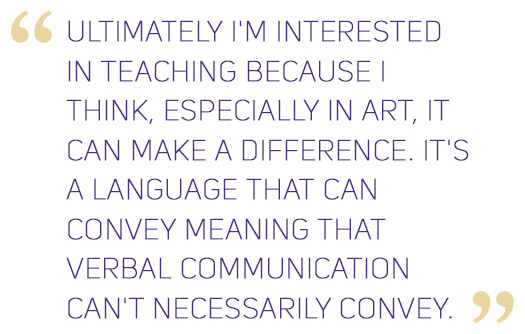 “ ULTIMATELY I'M INTERESTED
IN TEACHING BECAUSE I
THINK, ESPECIALLY IN ART, IT
CAN MAKE A DIFFERENCE. IT'S
A LANGUAGE THAT CAN
CONVEY MEANING THAT
VERBAL COMMUNICATION
CAN'T NECESSARILY CONVEY. ”